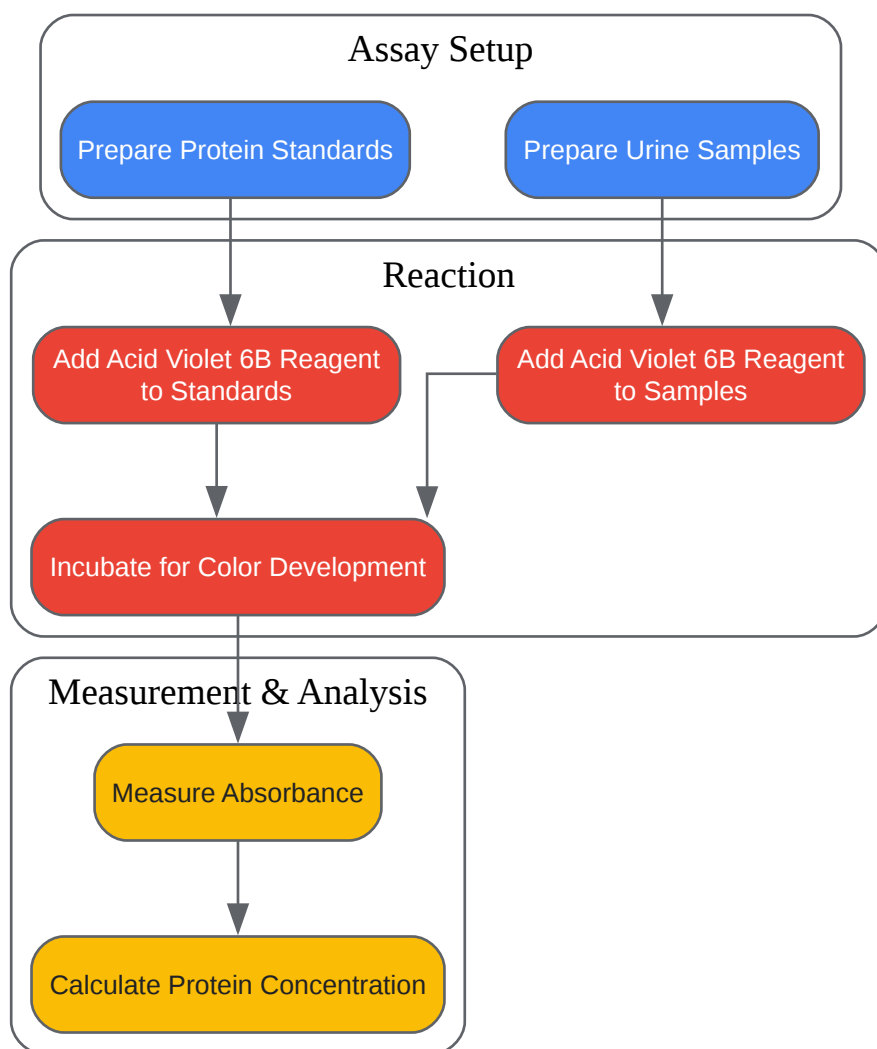 Assay Setup
Prepare Protein Standards
Prepare Urine Samples
Reaction
Add Acid Violet 6B Reagent
to Standards
Add Acid Violet 6B Reagent
to Samples
Incubate for Color Development
Measurement & Analysis
Measure Absorbance
Calculate Protein Concentration